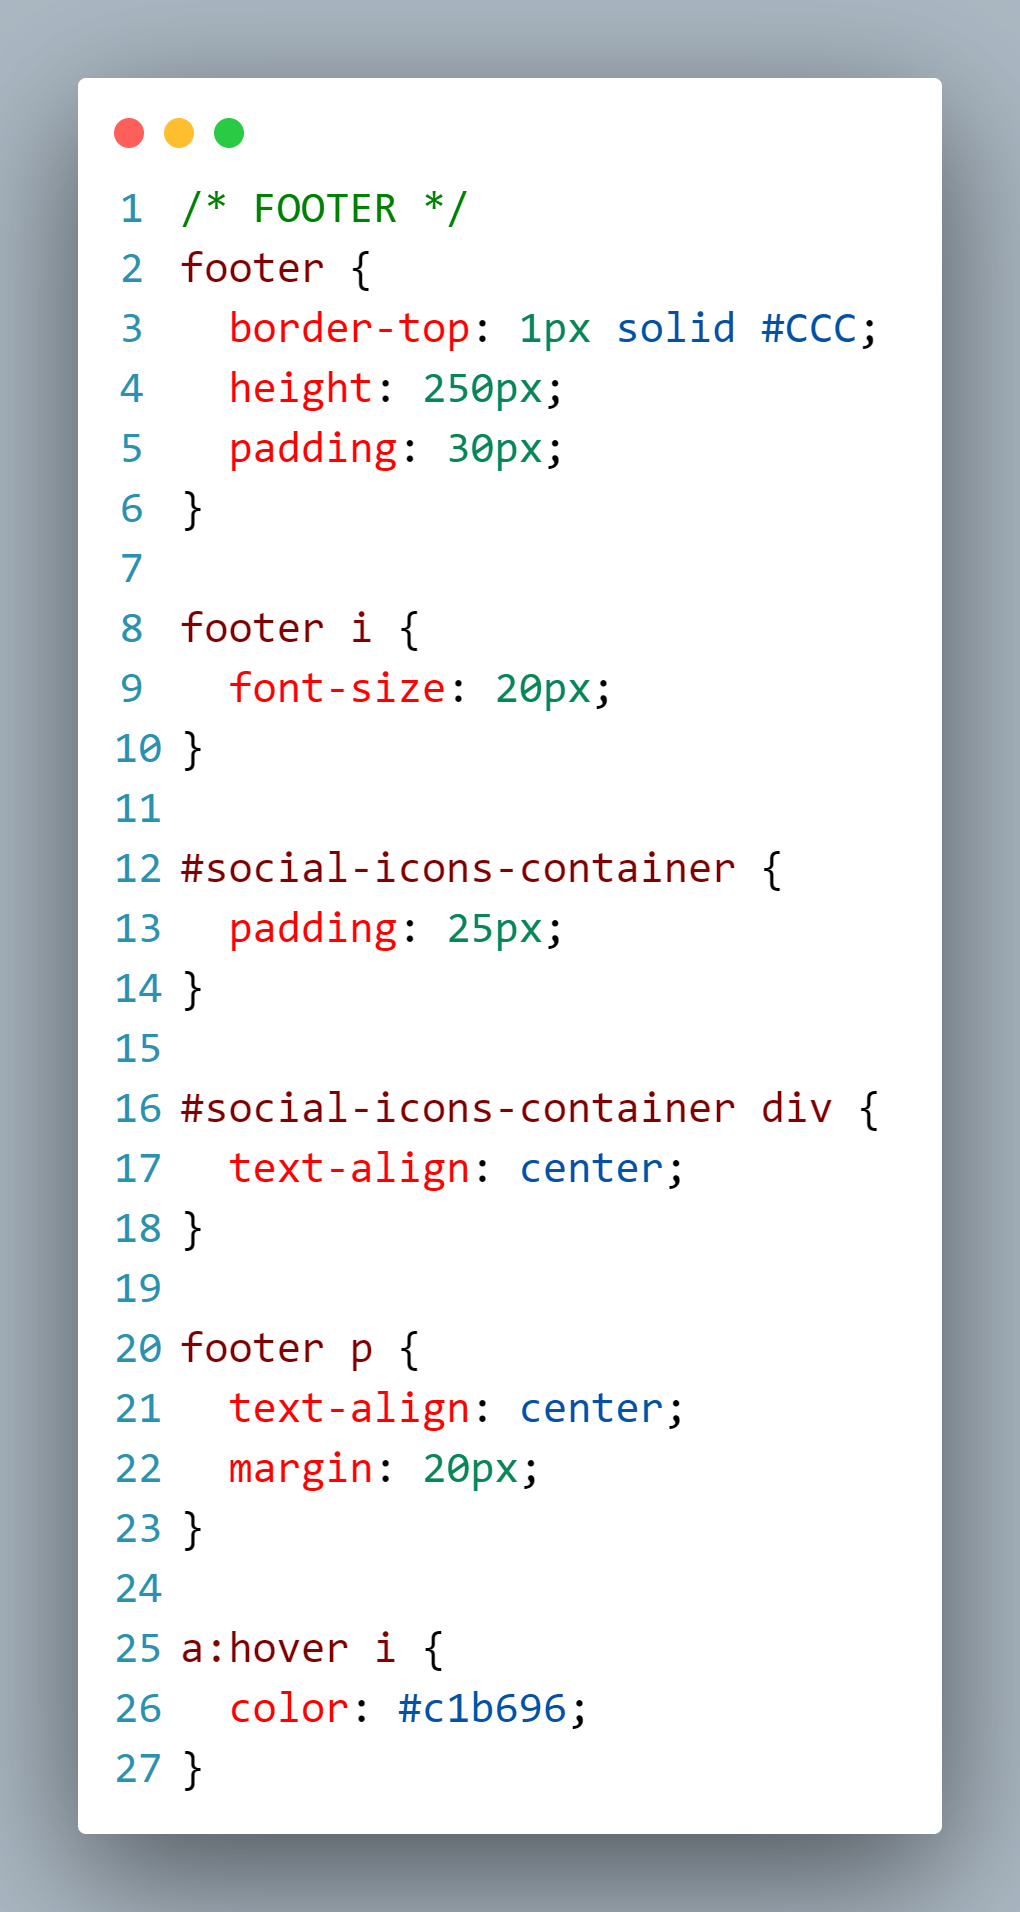 1 /* FOOTER */
2 footer {
3   border-top: 1px solid #CCC;
4   height: 250px;
5   padding: 30px;
6 }
7
8 footer i {
9   font-size: 20px;
10 }
11
12 #social-icons-container {
13   padding: 25px;
14 }
15
16 #social-icons-container div {
17   text-align: center;
18 }
19
20 footer p {
21   text-align: center;
22   margin: 20px;
23 }
24
25 a:hover i {
26   color: #c1b696;
27 }